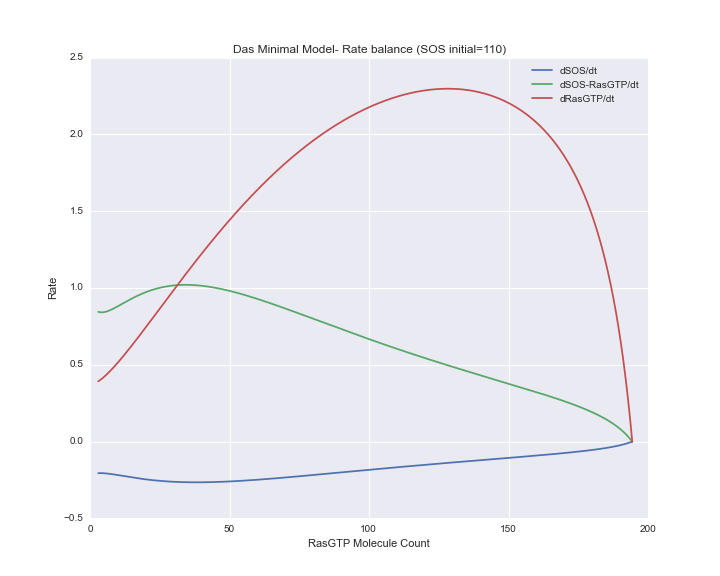 Das Minimal Model- Rate balance (SOS initial=110)
dSOS/dt
dSOS-RasGTP/dt
dRasGTP/dt
2.5
2.0
1.5
1.0
0.5
0.0
−0.5
Rate
0
50
100
150
200
RasGTP Molecule Count